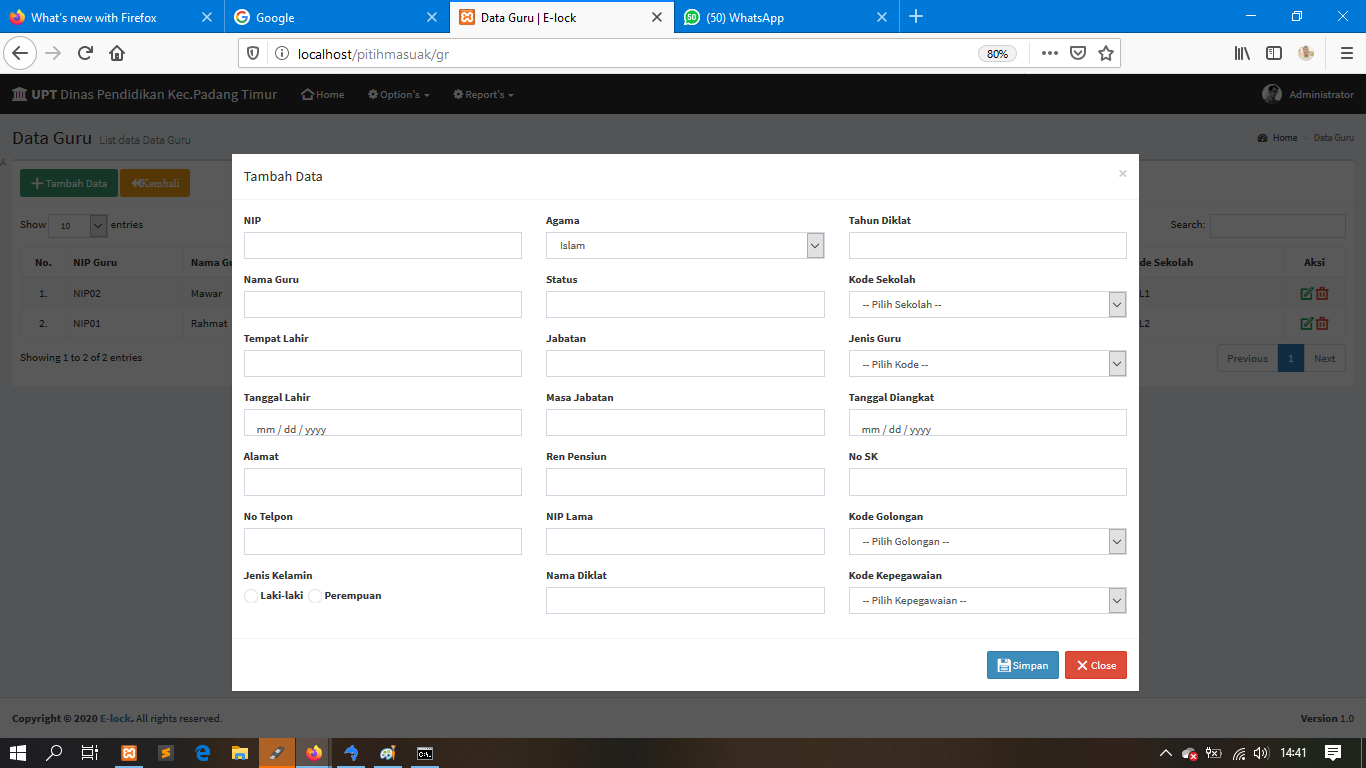 What's new with Firefox
Google
Data Guru | E-lock
50 (50) WhatsApp
localhost/pitihmasuak/gr
80%
UPT Dinas Pendidikan Kec.Padang Timur Home Option's Report's Administrator
Data Guru List data Data Guru Home > Data Guru
A
Tambah Data Kembali
Show 10 entries Search:
No. NIP Guru Nama Gu de Sekolah Aksi
1. NIP02 Mawar L1
2. NIP01 Rahmat L2
Showing 1 to 2 of 2 entries Previous 1 Next
Tambah Data ×
NIP Agama Tahun Diklat
Islam
Nama Guru Status Kode Sekolah
-- Pilih Sekolah --
Tempat Lahir Jabatan Jenis Guru
-- Pilih Kode --
Tanggal Lahir Masa Jabatan Tanggal Diangkat
mm / dd / yyyy mm / dd / yyyy
Alamat Ren Pensiun No SK
No Telpon NIP Lama Kode Golongan
-- Pilih Golongan --
Jenis Kelamin Nama Diklat Kode Kepegawaian
Laki-laki Perempuan -- Pilih Kepegawaian --
Simpan Close
Copyright © 2020 E-lock. All rights reserved. Version 1.0
14:41